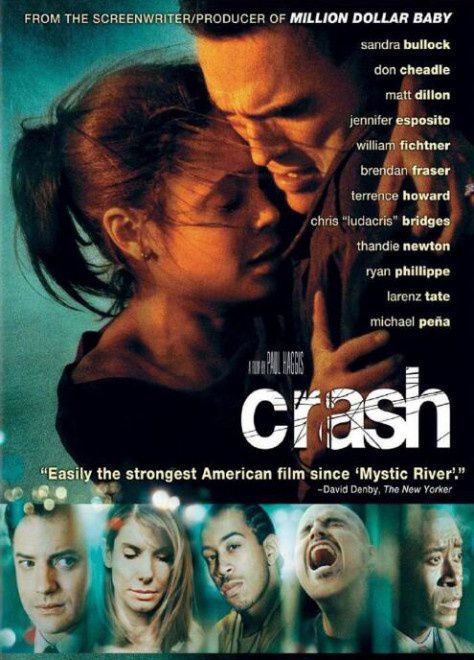 FROM THE SCREENWRITER/PRODUCER OF MILLION DOLLAR BABY
sandra bullock
don cheadle
matt dillon
jennifer esposito
william fichtner
brendan fraser
terrence howard
chris "ludacris" bridges
thandie newton
ryan phillippe
larenz tate
michael peña
A FILM BY PAUL HAGGIS
crash
"Easily the strongest American film since 'Mystic River'."
–David Denby, The New Yorker